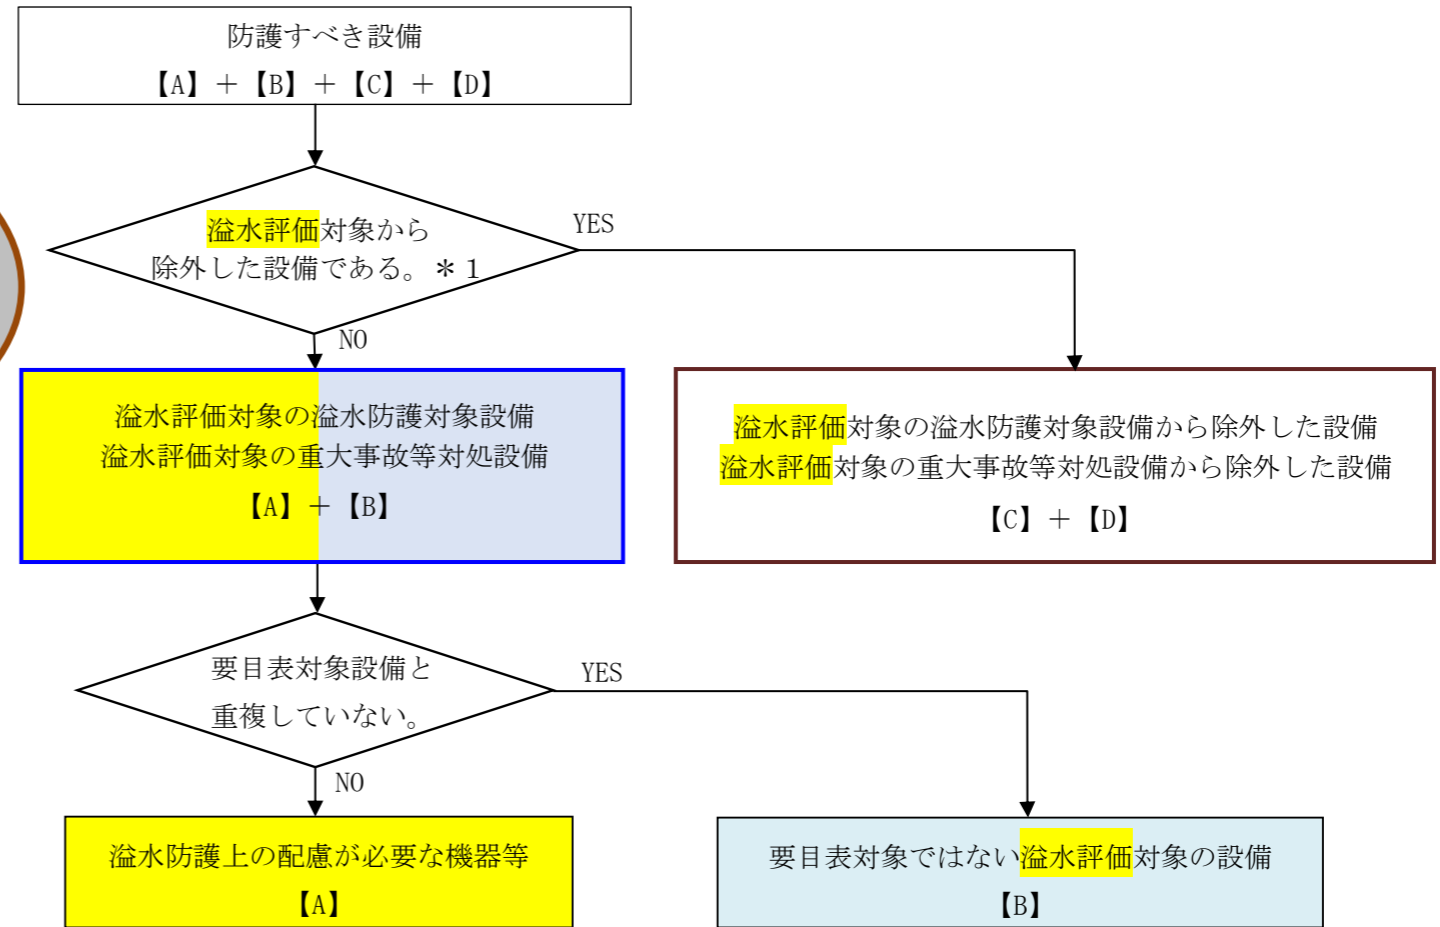 防護すべき設備
【A】＋【B】＋【C】＋【D】
溢水評価対象から
除外した設備である。＊1
YES
NO
溢水評価対象の溢水防護対象設備
溢水評価対象の重大事故等対処設備
【A】＋【B】
溢水評価対象の溢水防護対象設備から除外した設備
溢水評価対象の重大事故等対処設備から除外した設備
【C】＋【D】
要目表対象設備と
重複していない。
YES
NO
溢水防護上の配慮が必要な機器等
【A】
要目表対象ではない溢水評価対象の設備
【B】